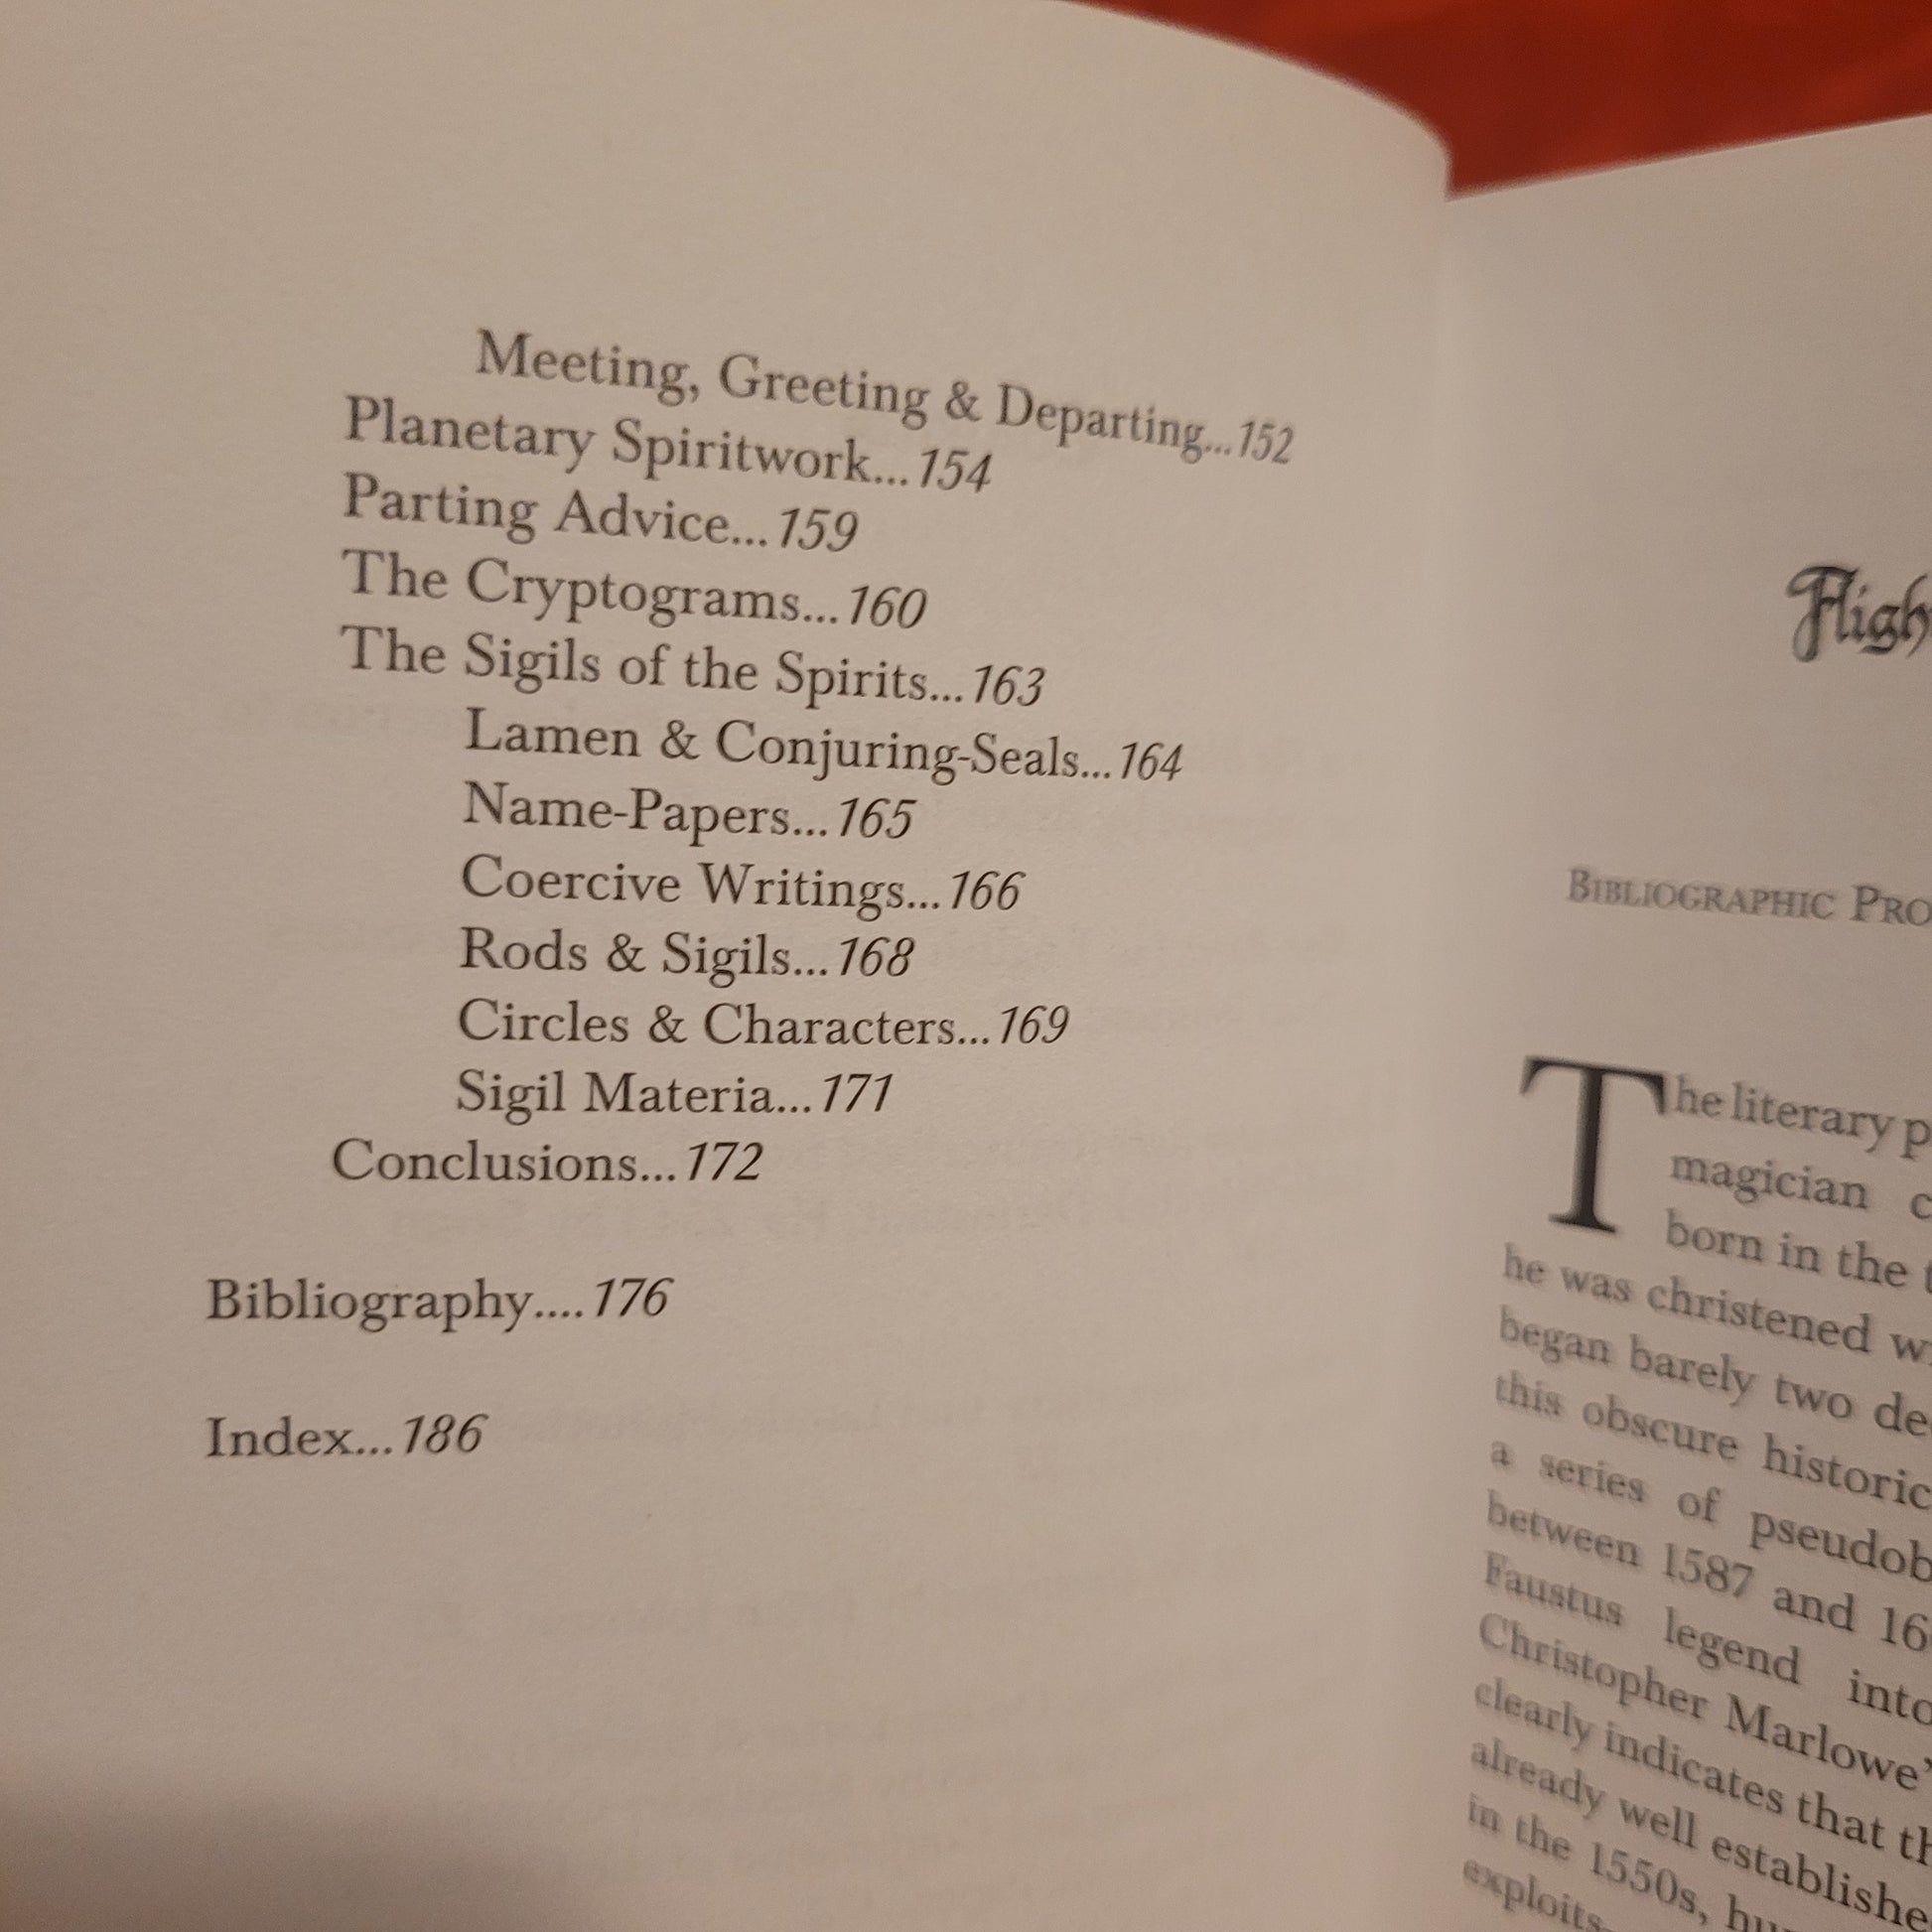 Meeting, Greeting & Departing...152
Planetary Spiritwork...154
Parting Advice...159
The Cryptograms...160
The Sigils of the Spirits...163
Lamen & Conjuring-Seals...164
Name-Papers...165
Coercive Writings...166
Rods & Sigils...168
Circles & Characters...169
Sigil Materia...171
Conclusions...172
Bibliography....176
Index...186
BIBLIOGRAPHIC
The literary
magician
born in the
he was christened
began barely two
this obscure
a series of
between 1587 and
Faustus legend into
Christopher Marlowe'
clearly indicates that
already well
in the 1550s,
exploits